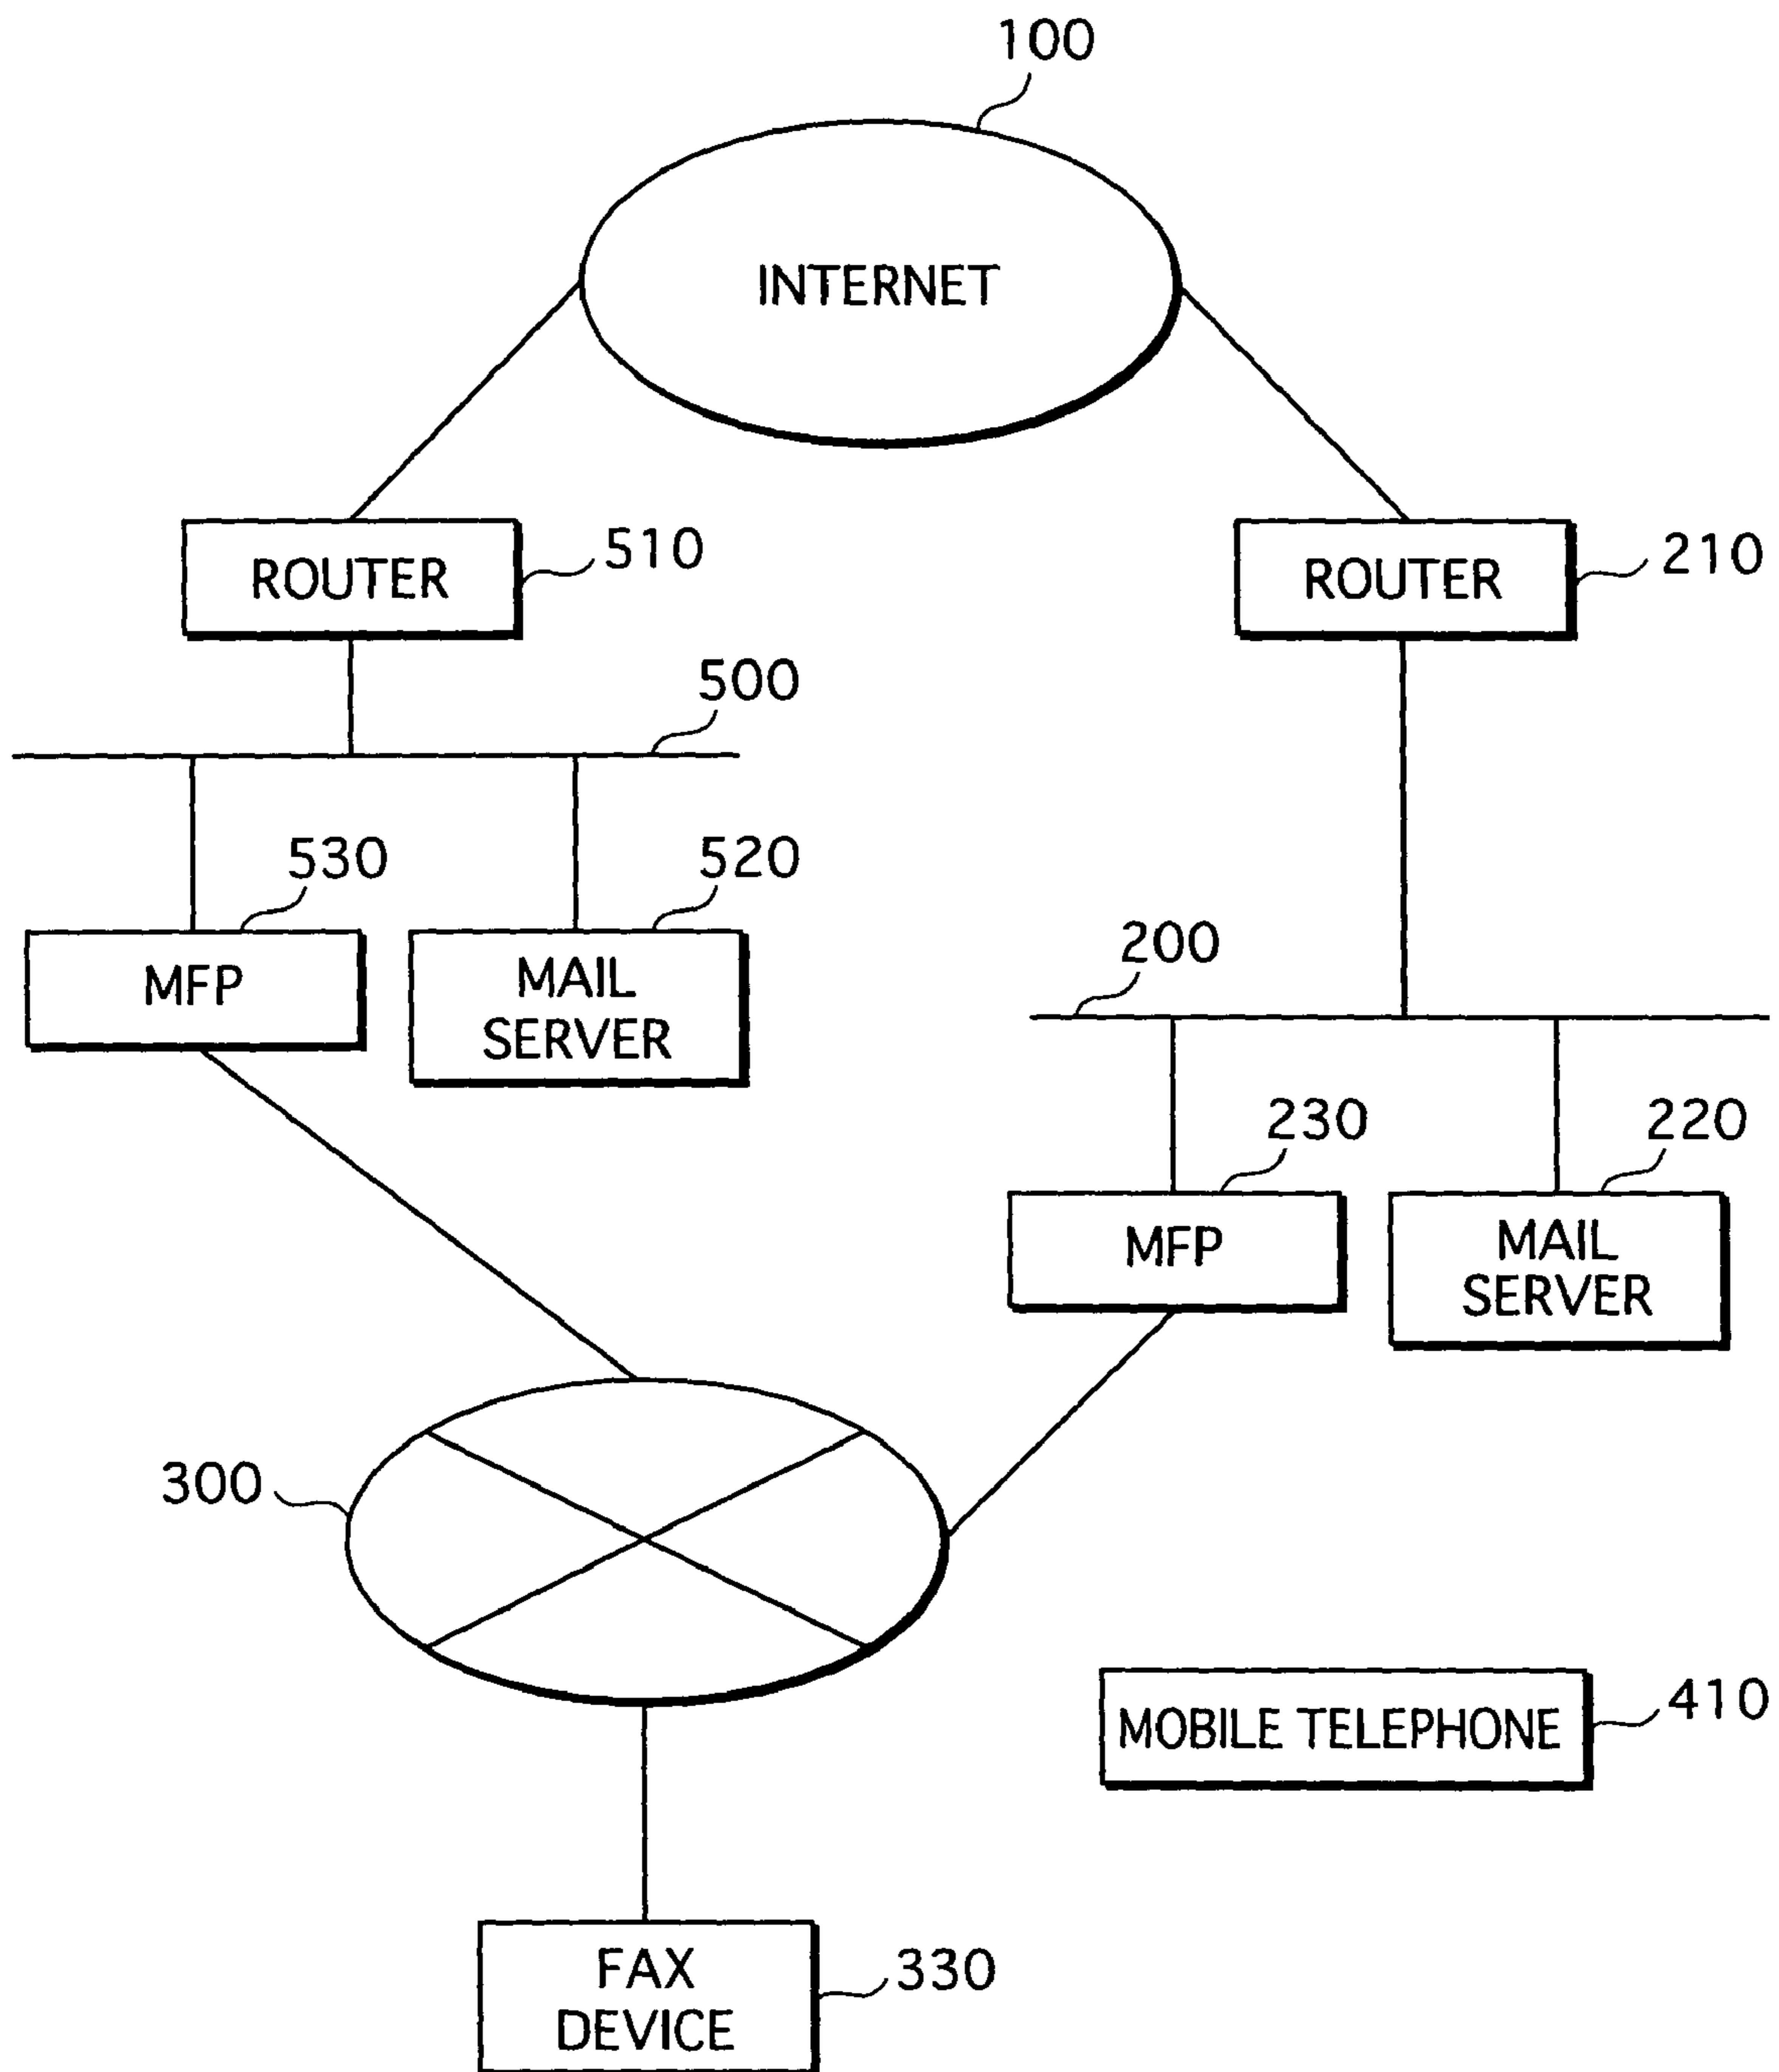 100
INTERNET
ROUTER
510
ROUTER
210
500
530
520
MFP
MAIL
SERVER
200
230
220
MFP
MAIL
SERVER
300
MOBILE TELEPHONE
410
FAX
DEVICE
330